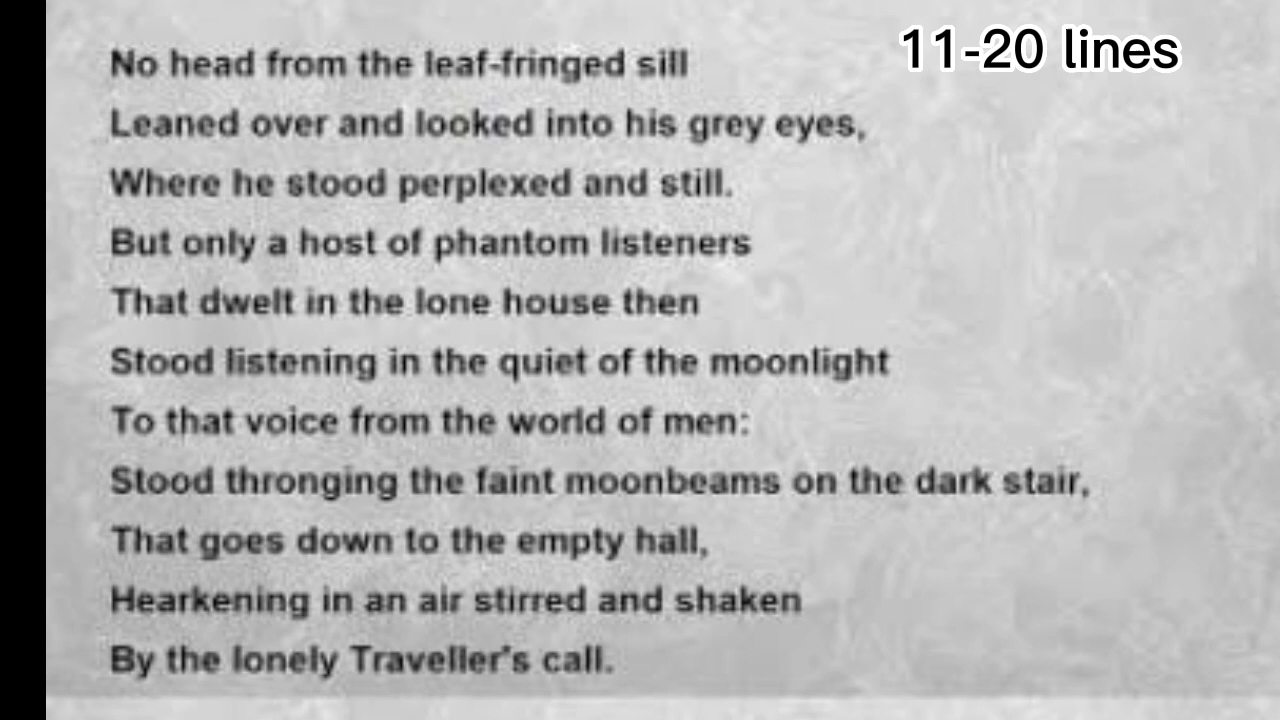 11-20 lines
No head from the leaf-fringed sill
Leaned over and looked into his grey eyes,
Where he stood perplexed and still.
But only a host of phantom listeners
That dwelt in the lone house then
Stood listening in the quiet of the moonlight
To that voice from the world of men:
Stood thronging the faint moonbeams on the dark stair,
That goes down to the empty hall,
Hearkening in an air stirred and shaken
By the lonely Traveller's call.